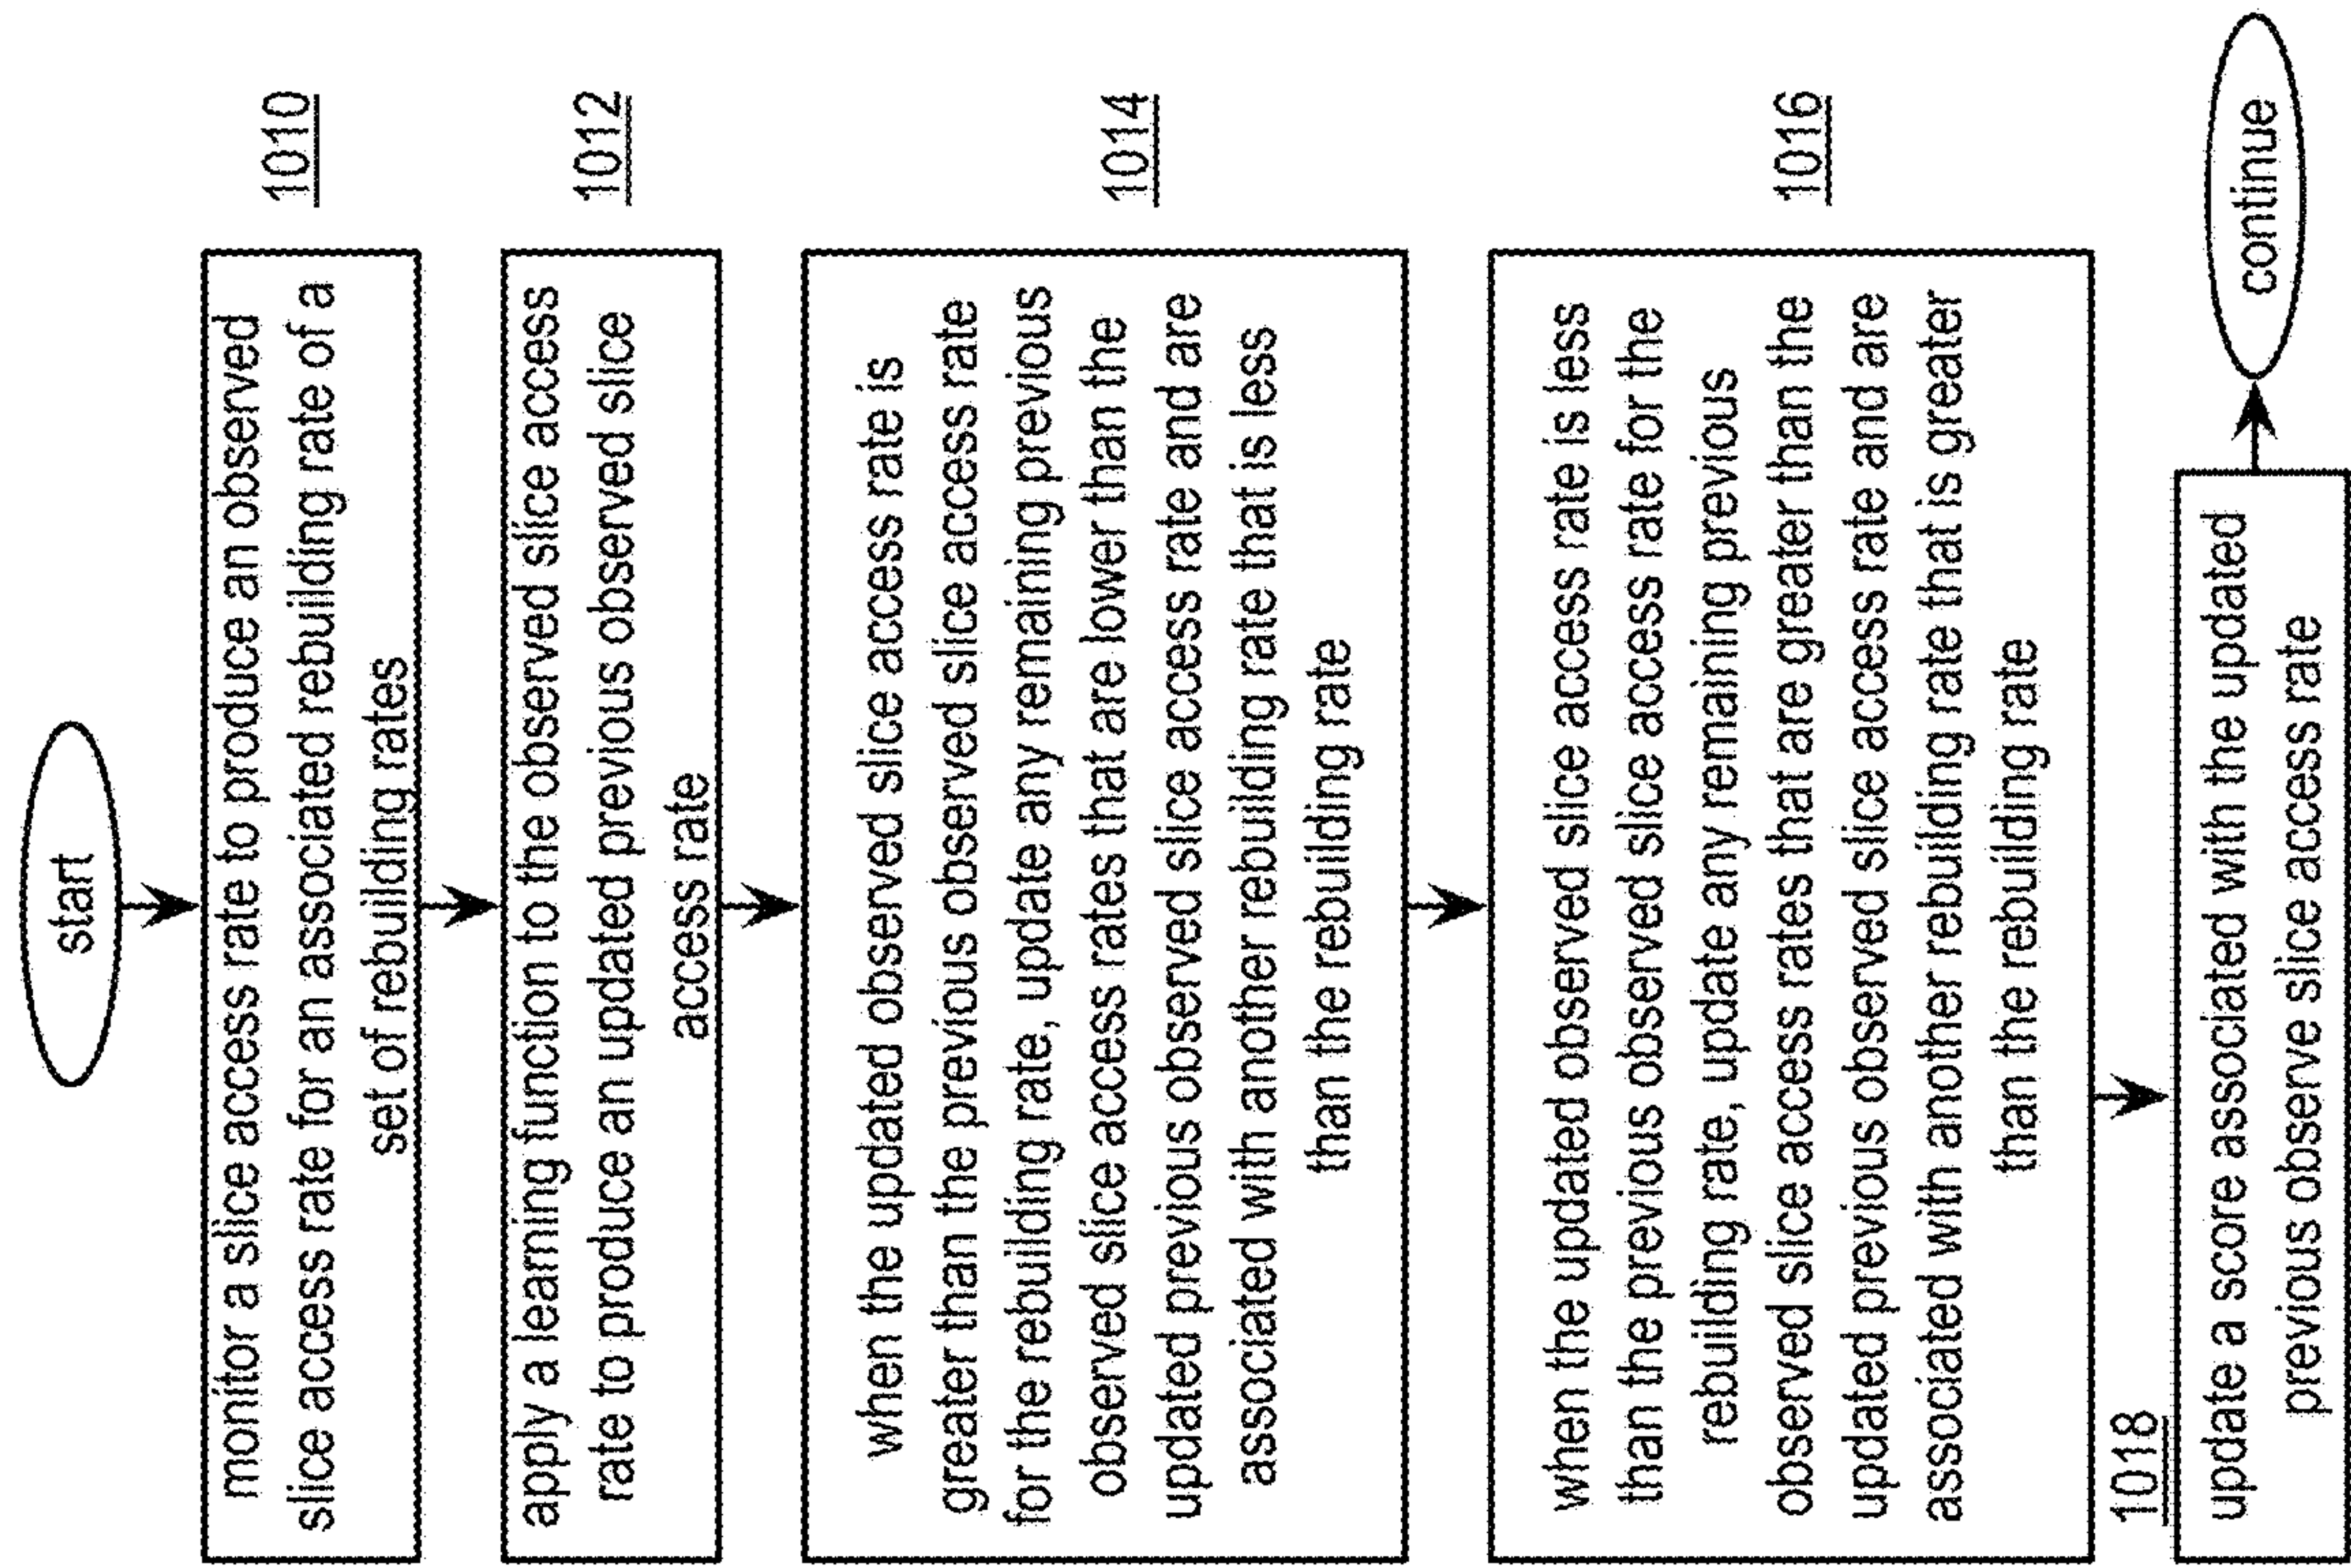 start
monitor a slice access rate to produce an observed
slice access rate for an associated rebuilding rate of a
set of rebuilding rates
1010
apply a learning function to the observed slice access
rate to produce an updated previous observed slice
access rate
1012
when the updated observed slice access rate is
greater than the previous observed slice access rate
for the rebuilding rate, update any remaining previous
observed slice access rates that are lower than the
updated previous observed slice access rate and are
associated with another rebuilding rate that is less
than the rebuilding rate
1014
when the updated observed slice access rate is less
than the previous observed slice access rate for the
rebuilding rate, update any remaining previous
observed slice access rates that are greater than the
updated previous observed slice access rate and are
associated with another rebuilding rate that is greater
than the rebuilding rate
1016
1018
update a score associated with the updated
previous observe slice access rate
continue